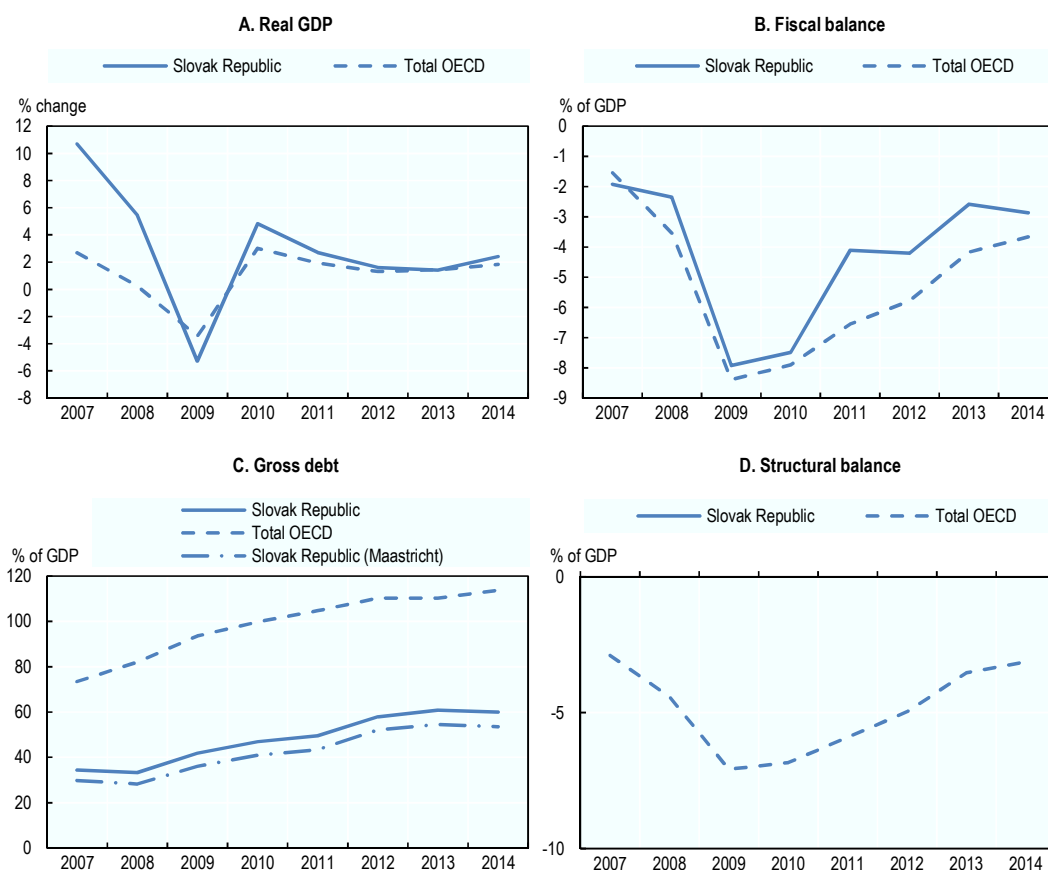 A. Real GDP
Slovak Republic Total OECD
% change
12
10
8
6
4
2
0
-2
-4
-6
-8
2007 2008 2009 2010 2011 2012 2013 2014
B. Fiscal balance
Slovak Republic Total OECD
% of GDP
0
-1
-2
-3
-4
-5
-6
-7
-8
-9
2007 2008 2009 2010 2011 2012 2013 2014
C. Gross debt
Slovak Republic
Total OECD
Slovak Republic (Maastricht)
% of GDP
120
100
80
60
40
20
0
2007 2008 2009 2010 2011 2012 2013 2014
D. Structural balance
Slovak Republic Total OECD
% of GDP
0
-5
-10
2007 2008 2009 2010 2011 2012 2013 2014